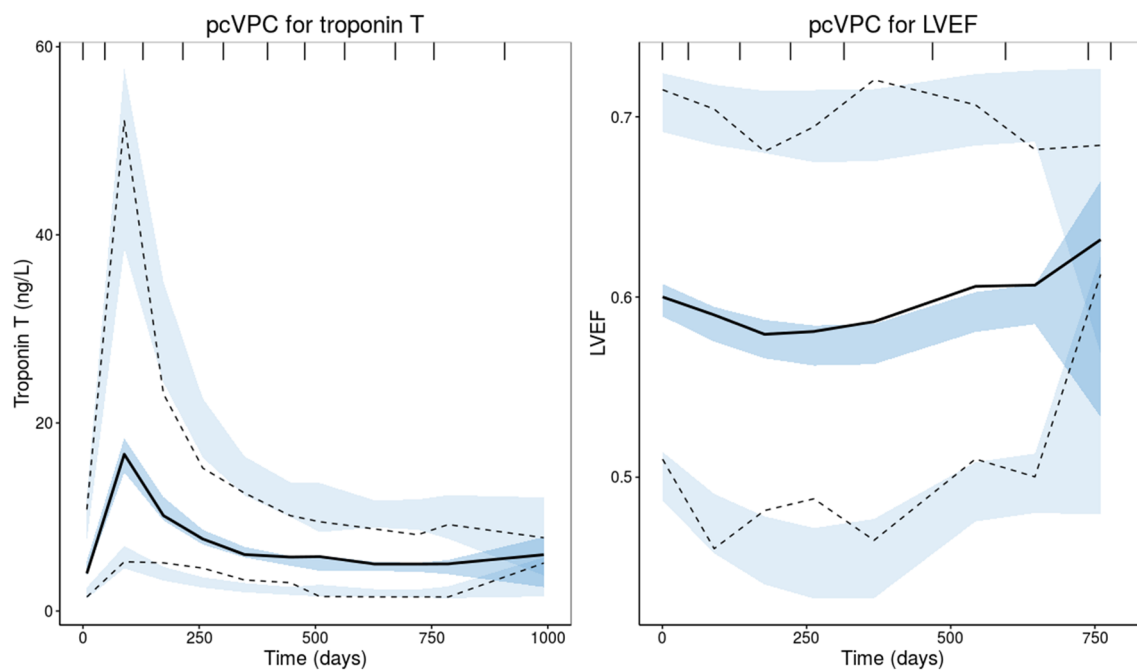 pcVPC for troponin T
60
40
20
0
Troponin T (ng/L)
0 250 500 750 1000
Time (days)
pcVPC for LVEF
0.7
0.6
0.5
LVEF
0 250 500 750
Time (days)